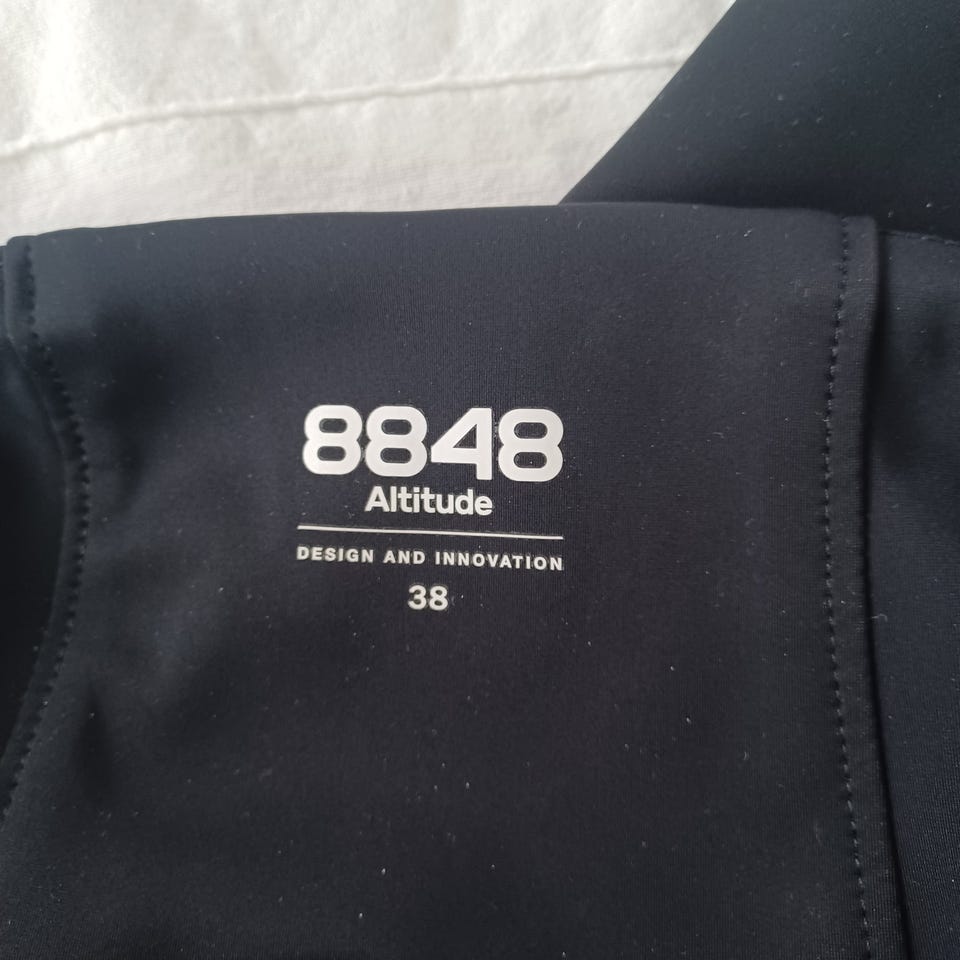 8848
Altitude
DESIGN AND INNOVATION
38